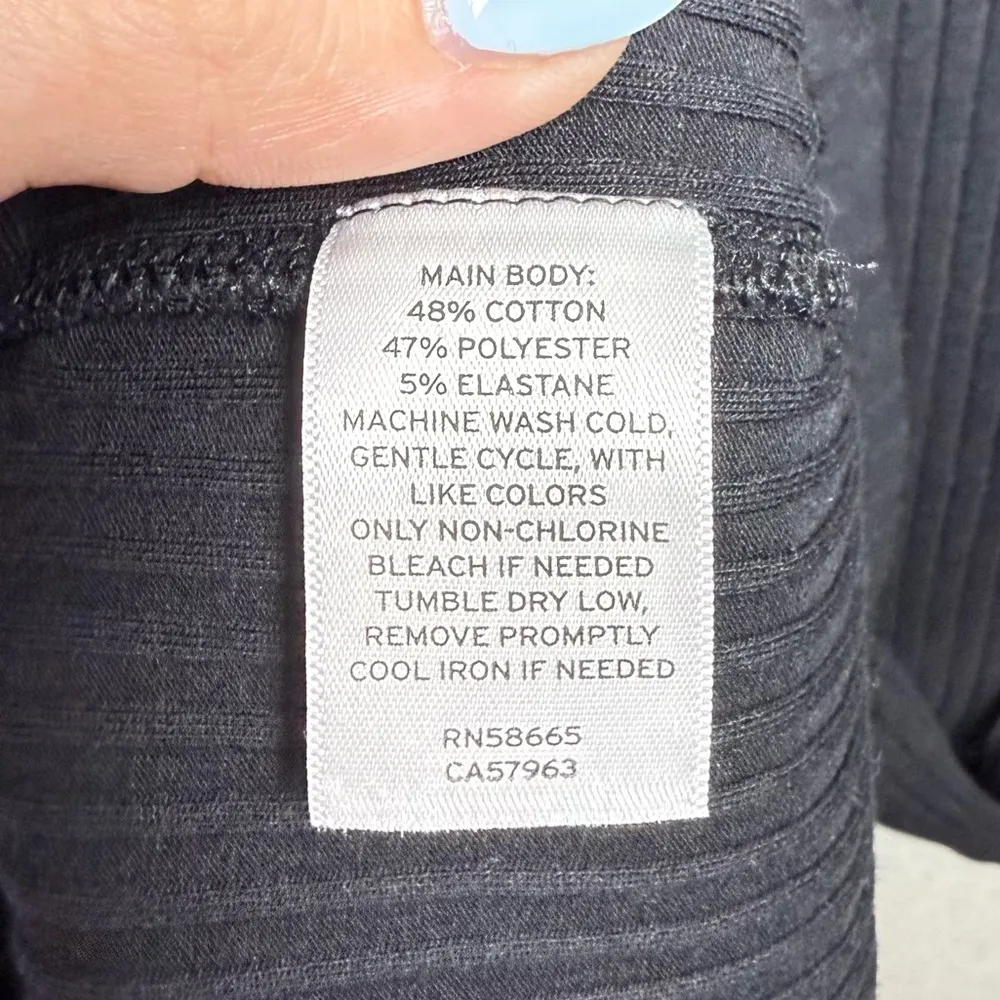 MAIN BODY:
48% COTTON
47% POLYESTER
5% ELASTANE
MACHINE WASH COLD,
GENTLE CYCLE, WITH
LIKE COLORS
ONLY NON-CHLORINE
BLEACH IF NEEDED
TUMBLE DRY LOW,
REMOVE PROMPTLY
COOL IRON IF NEEDED
RN58665
CA57963